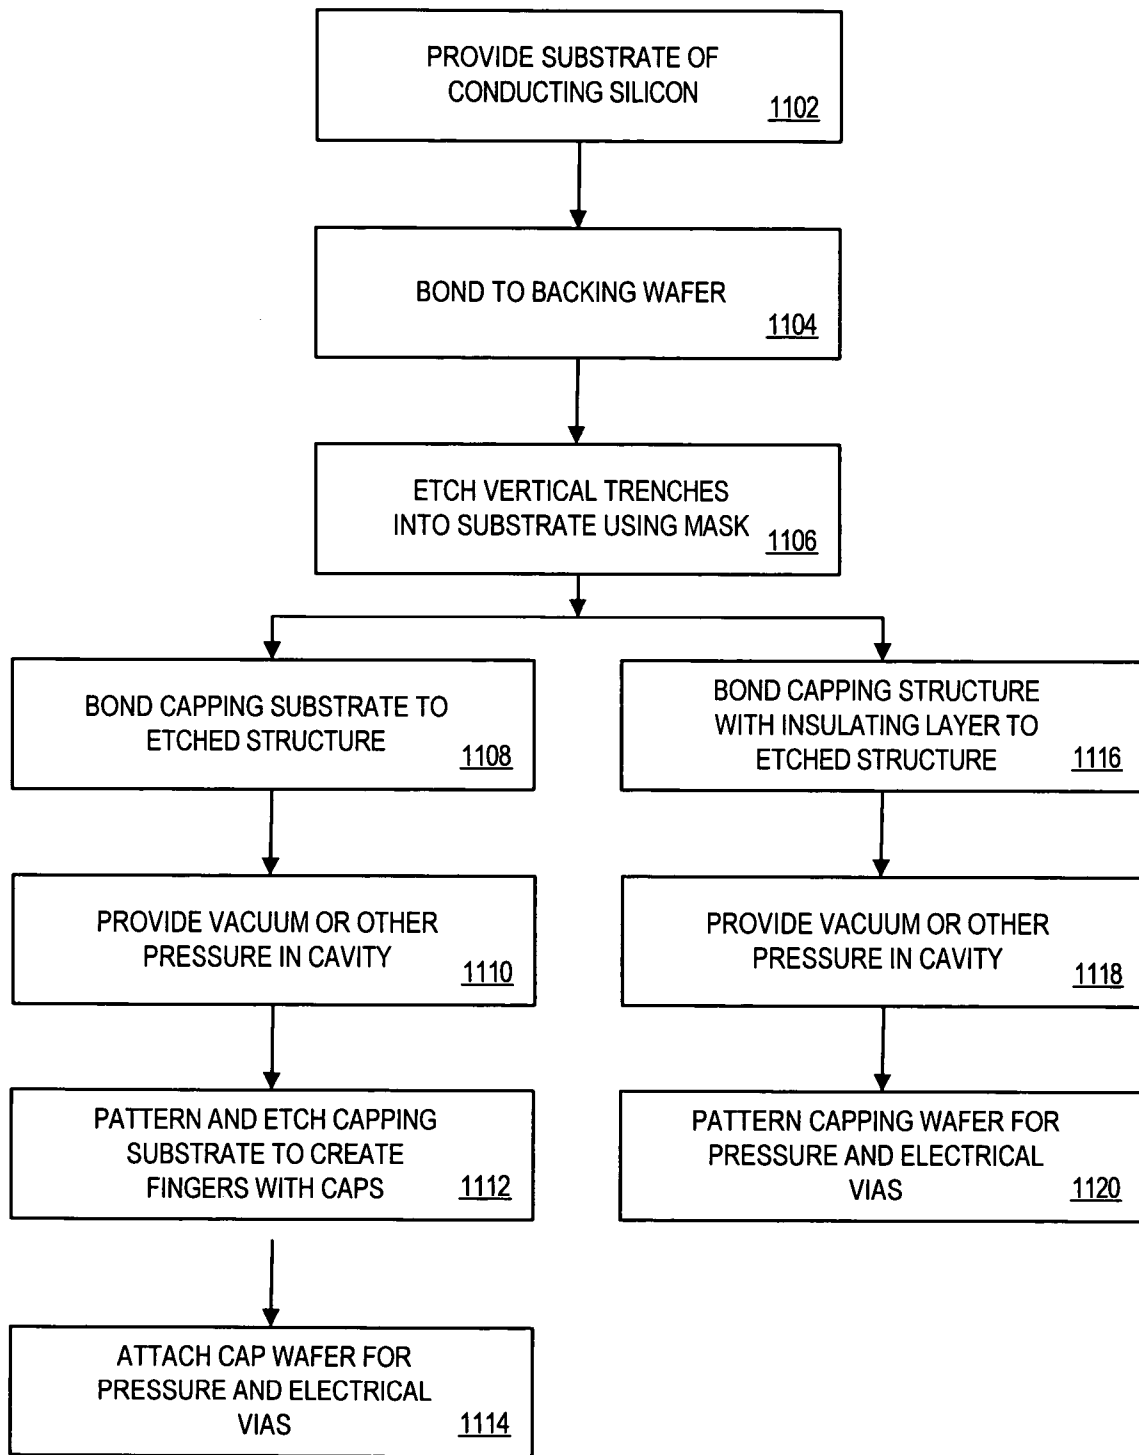 PROVIDE SUBSTRATE OF
CONDUCTING SILICON
1102
BOND TO BACKING WAFER
1104
ETCH VERTICAL TRENCHES
INTO SUBSTRATE USING MASK
1106
BOND CAPPING SUBSTRATE TO
ETCHED STRUCTURE
1108
PROVIDE VACUUM OR OTHER
PRESSURE IN CAVITY
1110
PATTERN AND ETCH CAPPING
SUBSTRATE TO CREATE
FINGERS WITH CAPS
1112
ATTACH CAP WAFER FOR
PRESSURE AND ELECTRICAL
VIAS
1114
BOND CAPPING STRUCTURE
WITH INSULATING LAYER TO
ETCHED STRUCTURE
1116
PROVIDE VACUUM OR OTHER
PRESSURE IN CAVITY
1118
PATTERN CAPPING WAFER FOR
PRESSURE AND ELECTRICAL
VIAS
1120